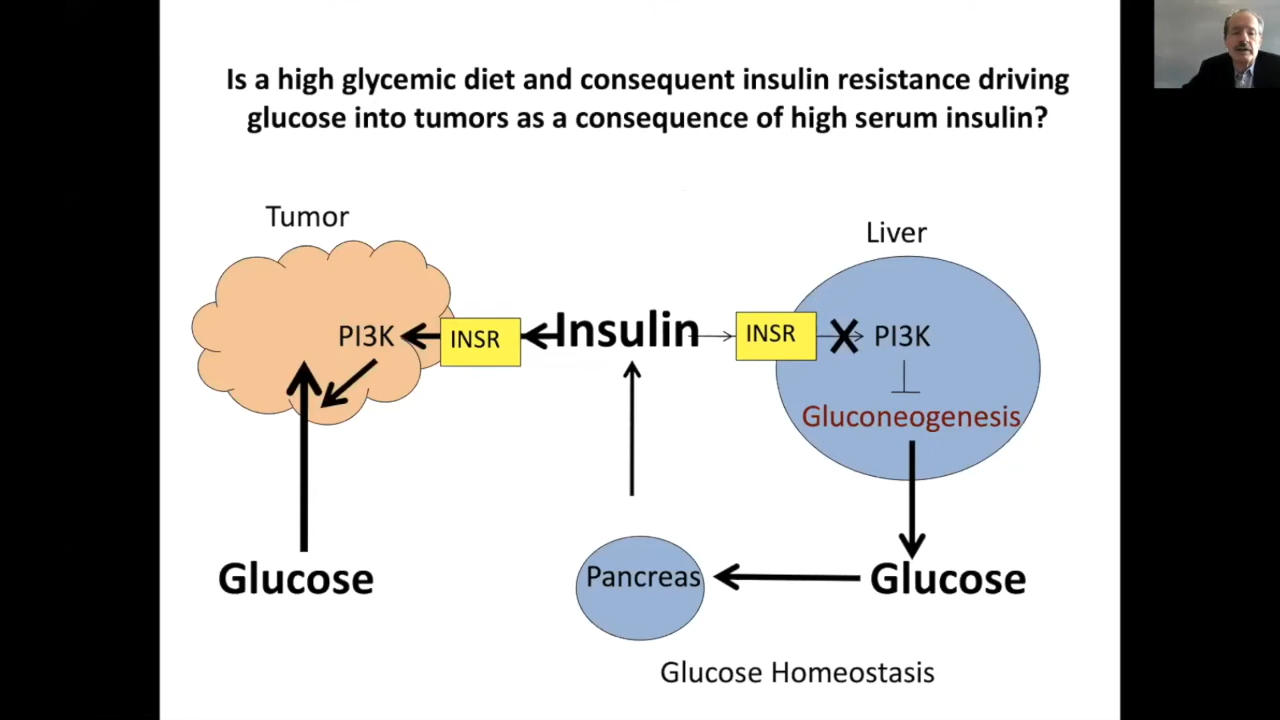 Is a high glycemic diet and consequent insulin resistance driving
glucose into tumors as a consequence of high serum insulin?
Tumor
Liver
PI3K
INSR
Insulin
INSR
X
PI3K
Gluconeogenesis
Glucose
Pancreas
Glucose
Glucose Homeostasis